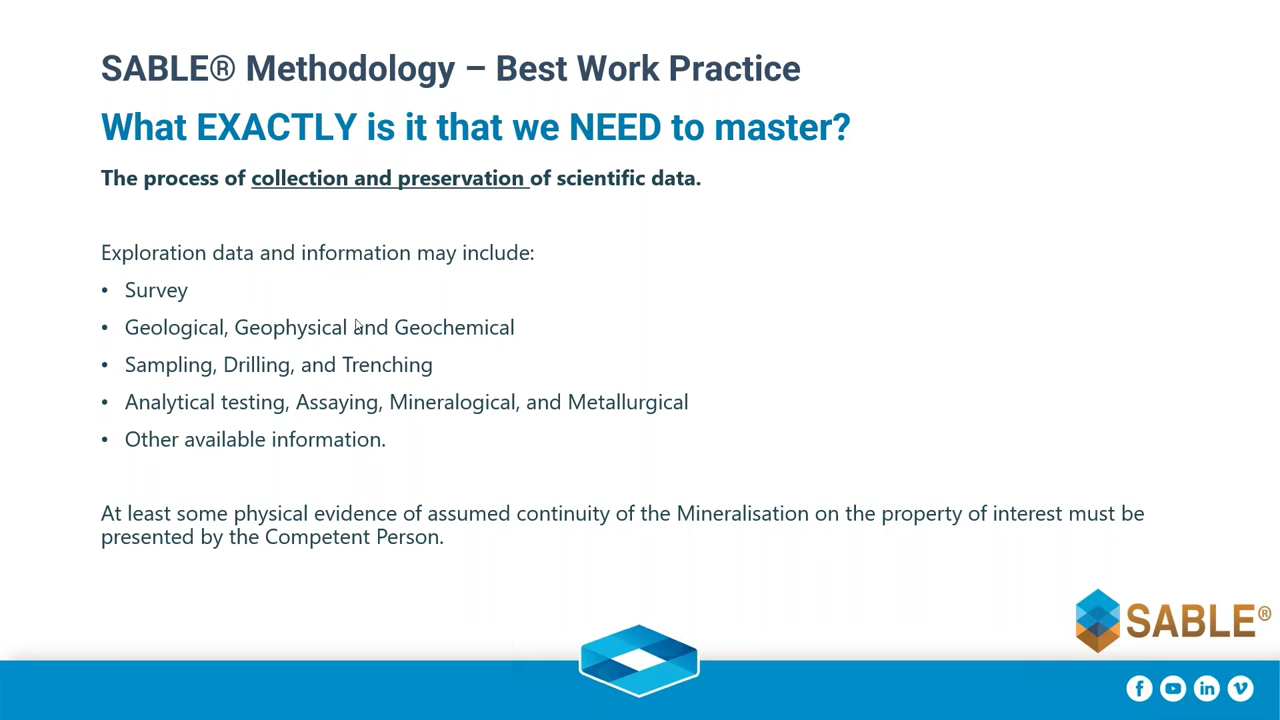 SABLE® Methodology – Best Work Practice
What EXACTLY is it that we NEED to master?
The process of collection and preservation of scientific data.
Exploration data and information may include:
• Survey
• Geological, Geophysical and Geochemical
• Sampling, Drilling, and Trenching
• Analytical testing, Assaying, Mineralogical, and Metallurgical
• Other available information.
At least some physical evidence of assumed continuity of the Mineralisation on the property of interest must be
presented by the Competent Person.
SABLE®